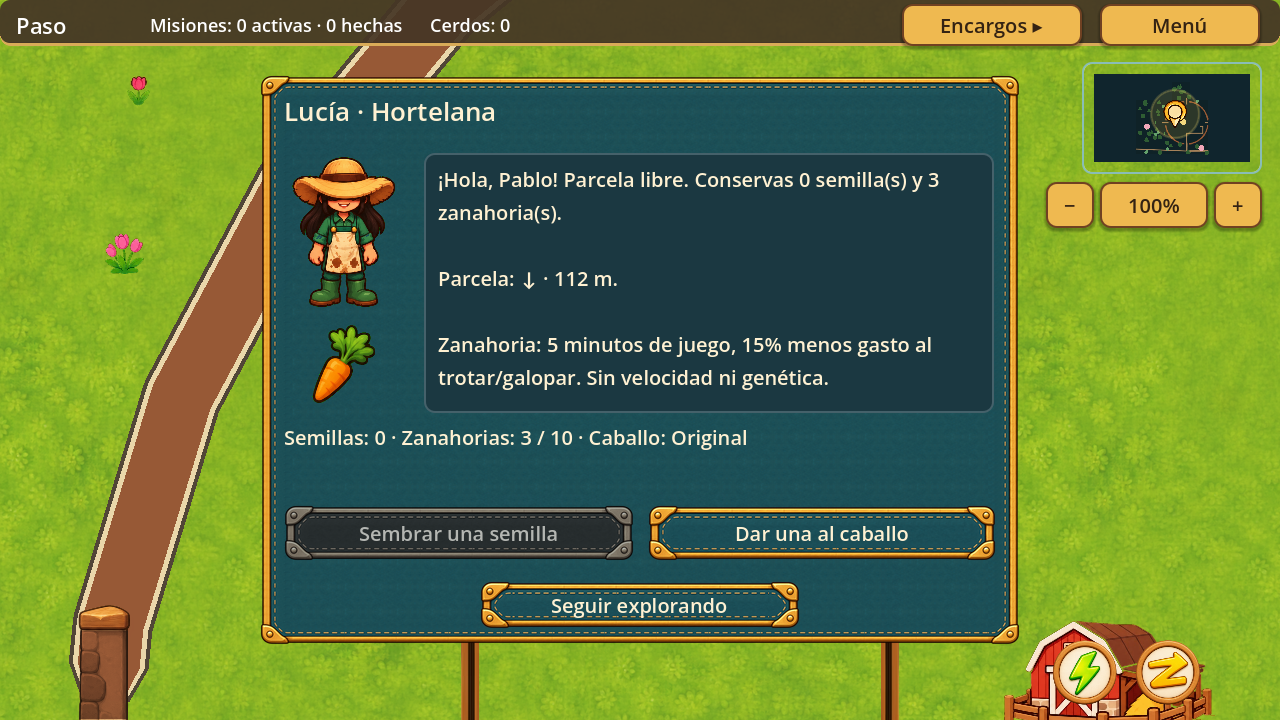 Paso
Misiones: 0 activas · 0 hechas
Cerdos: 0
Encargos ▸
Menú
Lucía · Hortelana
¡Hola, Pablo! Parcela libre. Conservas 0 semilla(s) y 3
zanahoria(s).
Parcela: ↓ · 112 m.
Zanahoria: 5 minutos de juego, 15% menos gasto al
trotar/galopar. Sin velocidad ni genética.
− 100% +
Semillas: 0 · Zanahorias: 3 / 10 · Caballo: Original
Sembrar una semilla
Dar una al caballo
Seguir explorando